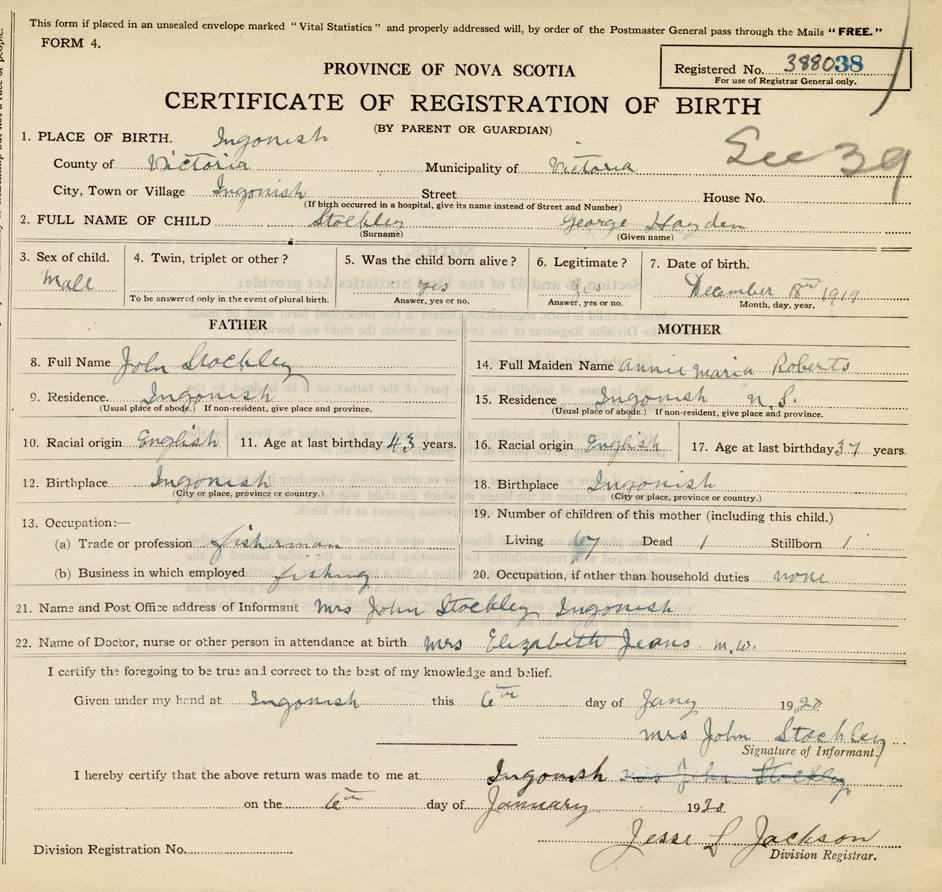 This form if placed in an unsealed envelope marked "Vital Statistics" and properly addressed will, by order of the Postmaster General pass through the Mails "FREE."
FORM 4.
Registered No. 388038
For use of Registrar General only.
PROVINCE OF NOVA SCOTIA
CERTIFICATE OF REGISTRATION OF BIRTH
(BY PARENT OR GUARDIAN)
See 39
1. PLACE OF BIRTH. Ingonish
County of Victoria Municipality of Victoria
City, Town or Village Ingonish Street House No.
(If birth occurred in a hospital, give its name instead of Street and Number)
2. FULL NAME OF CHILD Stockley George Hayden
(Surname) (Given name)
3. Sex of child. 4. Twin, triplet or other? 5. Was the child born alive? 6. Legitimate? 7. Date of birth.
Male yes yes December 8th 1919
To be answered only in the event of plural birth. Answer, yes or no. Answer, yes or no. Month, day, year.
FATHER MOTHER
8. Full Name John Stockley 14. Full Maiden Name Annie Maria Roberts
9. Residence. Ingonish 15. Residence Ingonish N.S.
(Usual place of abode.) If non-resident, give place and province. (Usual place of abode.) If non-resident, give place and province.
10. Racial origin English 11. Age at last birthday 43 years. 16. Racial origin English 17. Age at last birthday 37 years.
12. Birthplace Ingonish 18. Birthplace Ingonish
(City or place, province or country.) (City or place, province or country.)
13. Occupation:— 19. Number of children of this mother (including this child.)
(a) Trade or profession fisherman Living 7 Dead 1 Stillborn 1
(b) Business in which employed fishing 20. Occupation, if other than household duties none
21. Name and Post Office address of Informant Mrs John Stockley Ingonish
22. Name of Doctor, nurse or other person in attendance at birth Mrs Elizabeth Jeans M.W.
I certify the foregoing to be true and correct to the best of my knowledge and belief.
Given under my hand at Ingonish this 6th day of Jany 1920
Mrs John Stockley
Signature of Informant.
I hereby certify that the above return was made to me at Ingonish Mrs John Stockley
on the 6th day of January 1920
Jesse L Jackson
Division Registrar.
Division Registration No.